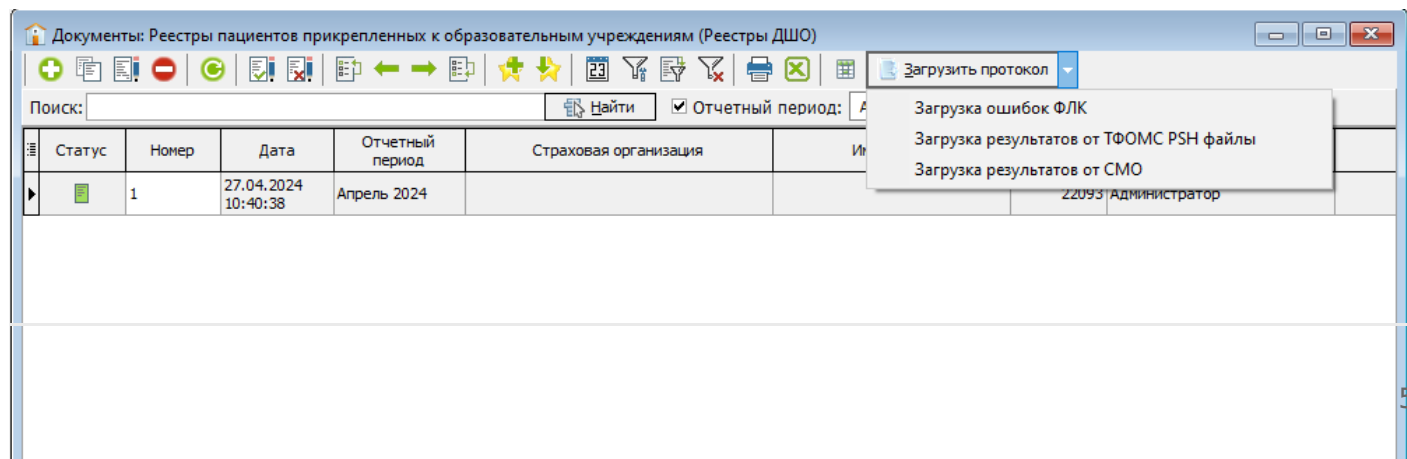 Документы: Реестры пациентов прикрепленных к образовательным учреждениям (Реестры ДШО)
23 Загрузить протокол
Поиск: Найти Отчетный период:
Загрузка ошибок ФЛК
Загрузка результатов от ТФОМС PSH файлы
Загрузка результатов от СМО
Статус Номер Дата Отчетный период Страховая организация
1 27.04.2024 10:40:38 Апрель 2024 22093 Администратор